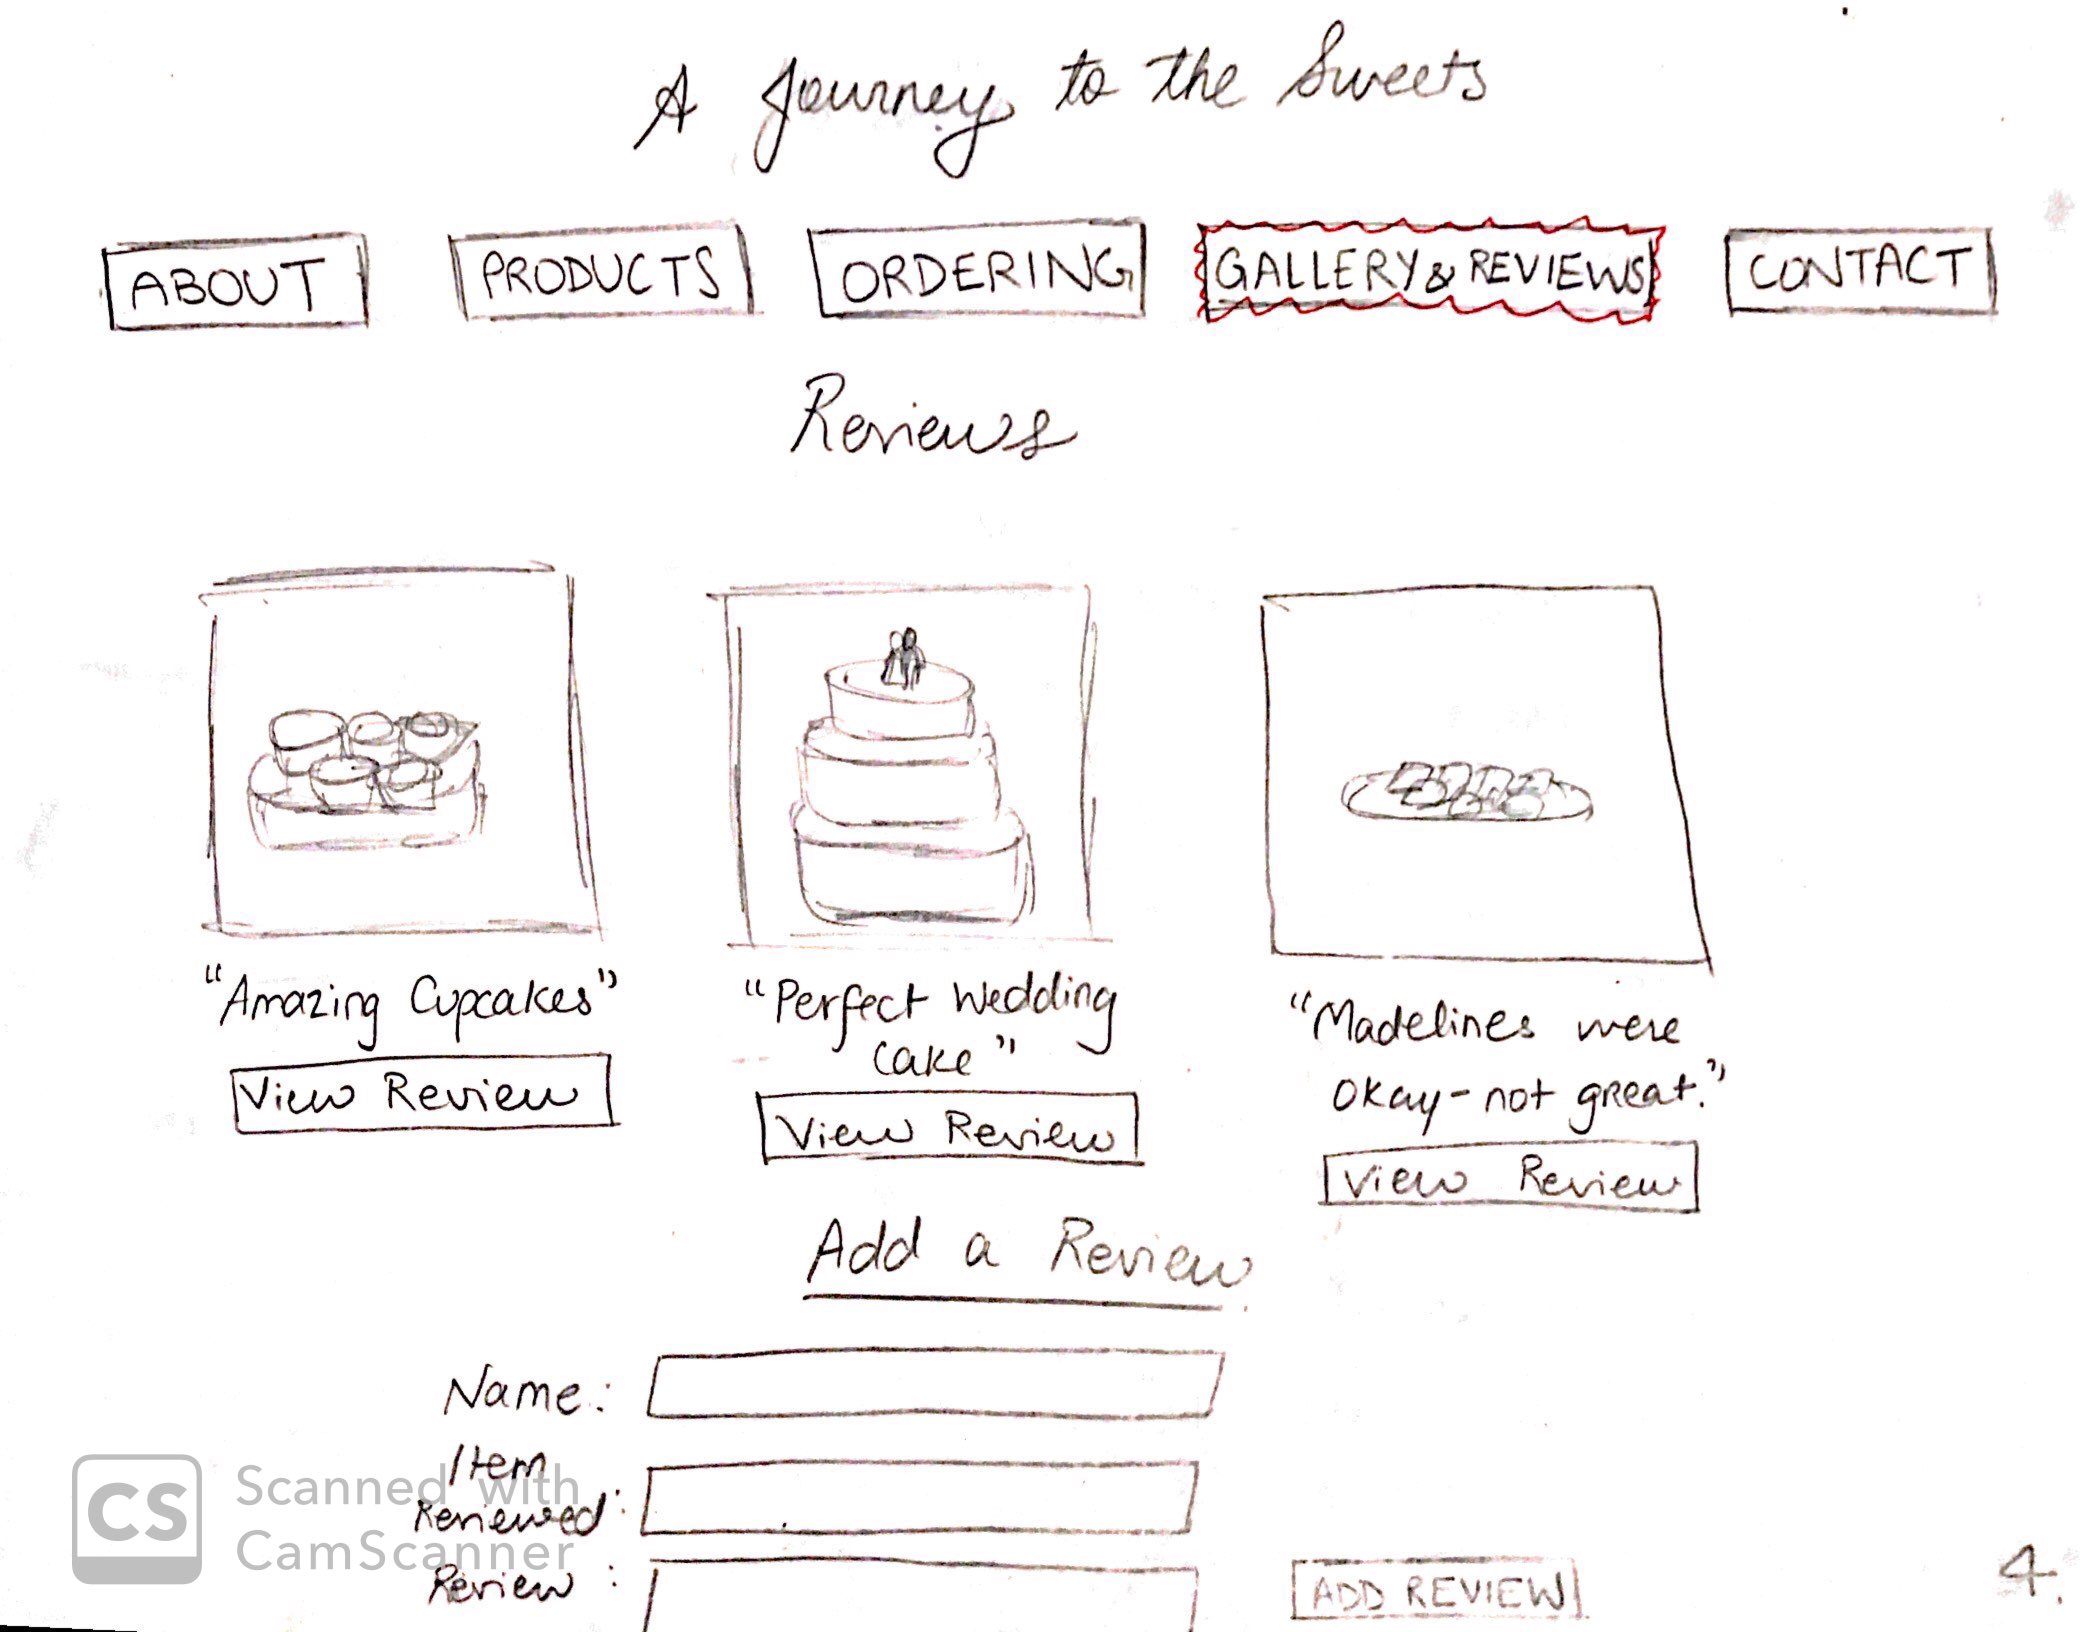 A Journey to the Sweets
ABOUT PRODUCTS ORDERING GALLERY & REVIEWS CONTACT
Reviews
"Amazing Cupcakes"
View Review
"Perfect Wedding
Cake"
View Review
"Madelines were
okay - not great."
View Review
Add a Review
Name:
Item
Reviewed:
Review:
ADD REVIEW
4.
CS Scanned with
CamScanner